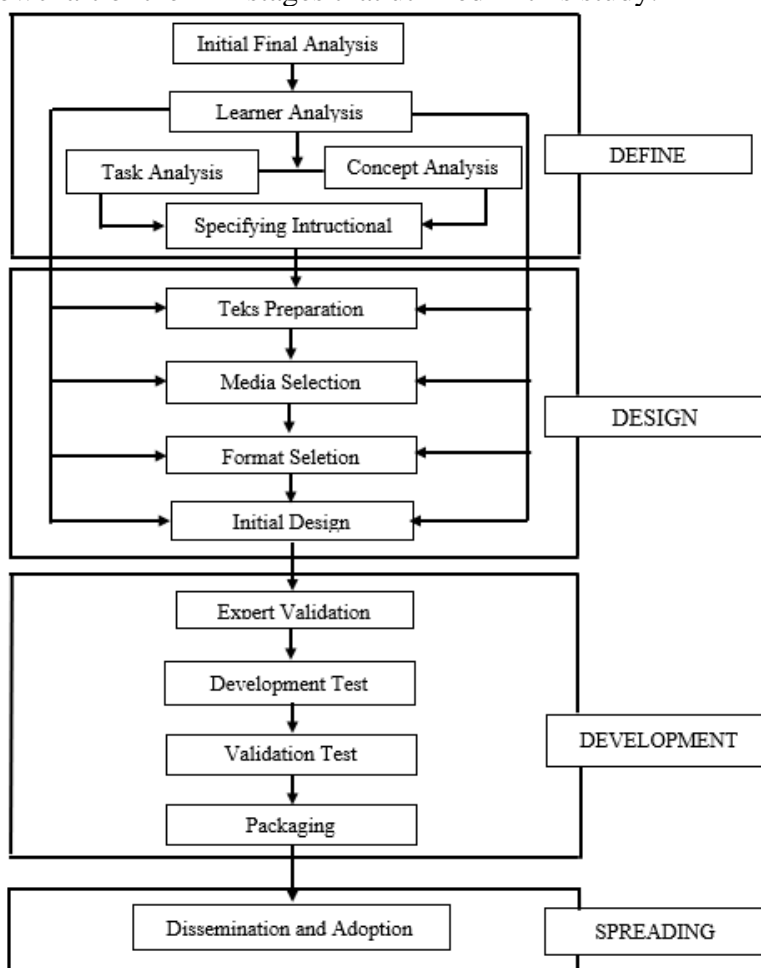 Initial Final Analysis
Learner Analysis
DEFINE
Task Analysis
Concept Analysis
Specifying Intructional
Teks Preparation
Media Selection
DESIGN
Format Seletion
Initial Design
Expert Validation
Development Test
DEVELOPMENT
Validation Test
Packaging
Dissemination and Adoption
SPREADING